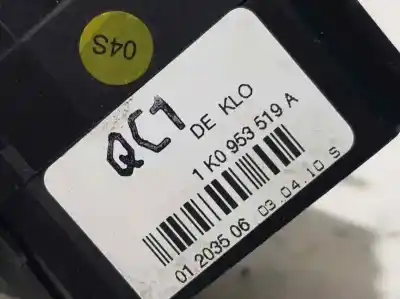 04S
QC1
DE KLO
1 K0 953 519 A
01 2035 06
03.04.10 S